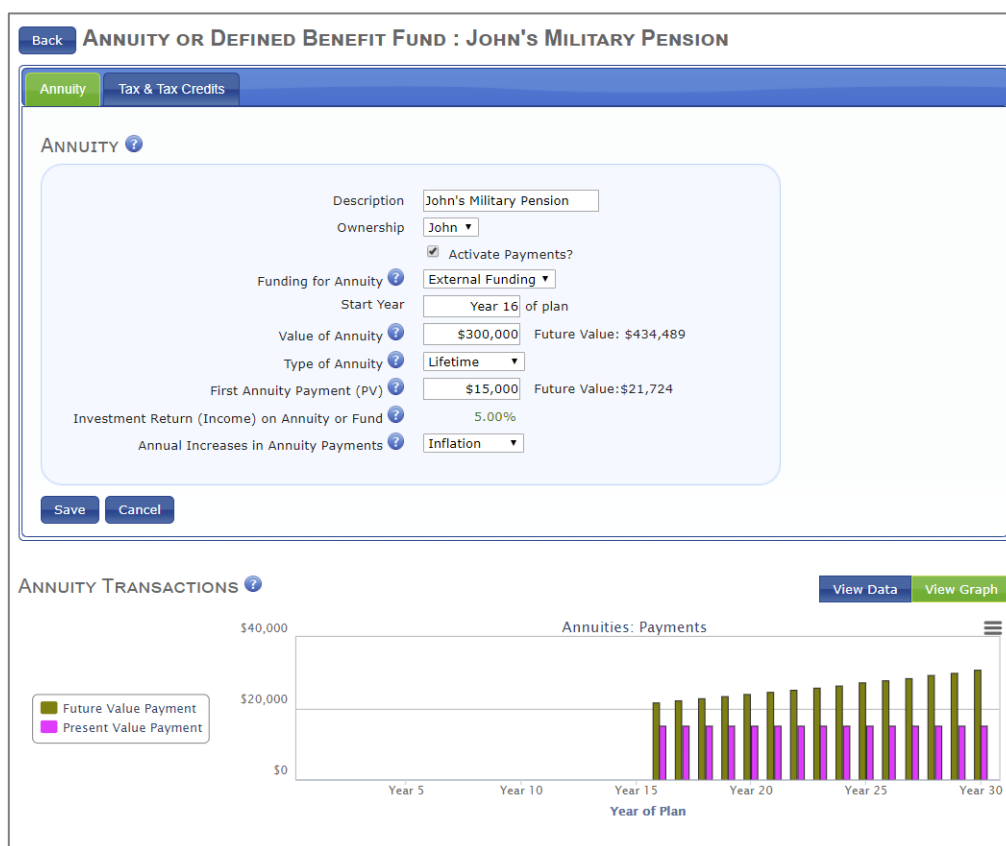 Back ANNUITY OR DEFINED BENEFIT FUND : JOHN'S MILITARY PENSION
Annuity Tax & Tax Credits
ANNUITY ?
Description John's Military Pension
Ownership John ▼
Activate Payments?
Funding for Annuity ? External Funding ▼
Start Year Year 16 of plan
Value of Annuity ? $300,000 Future Value: $434,489
Type of Annuity ? Lifetime ▼
First Annuity Payment (PV) ? $15,000 Future Value:$21,724
Investment Return (Income) on Annuity or Fund ? 5.00%
Annual Increases in Annuity Payments ? Inflation ▼
Save Cancel
ANNUITY TRANSACTIONS ? View Data View Graph
Annuities: Payments
$40,000
$20,000
$0
Future Value Payment
Present Value Payment
Year 5 Year 10 Year 15 Year 20 Year 25 Year 30
Year of Plan